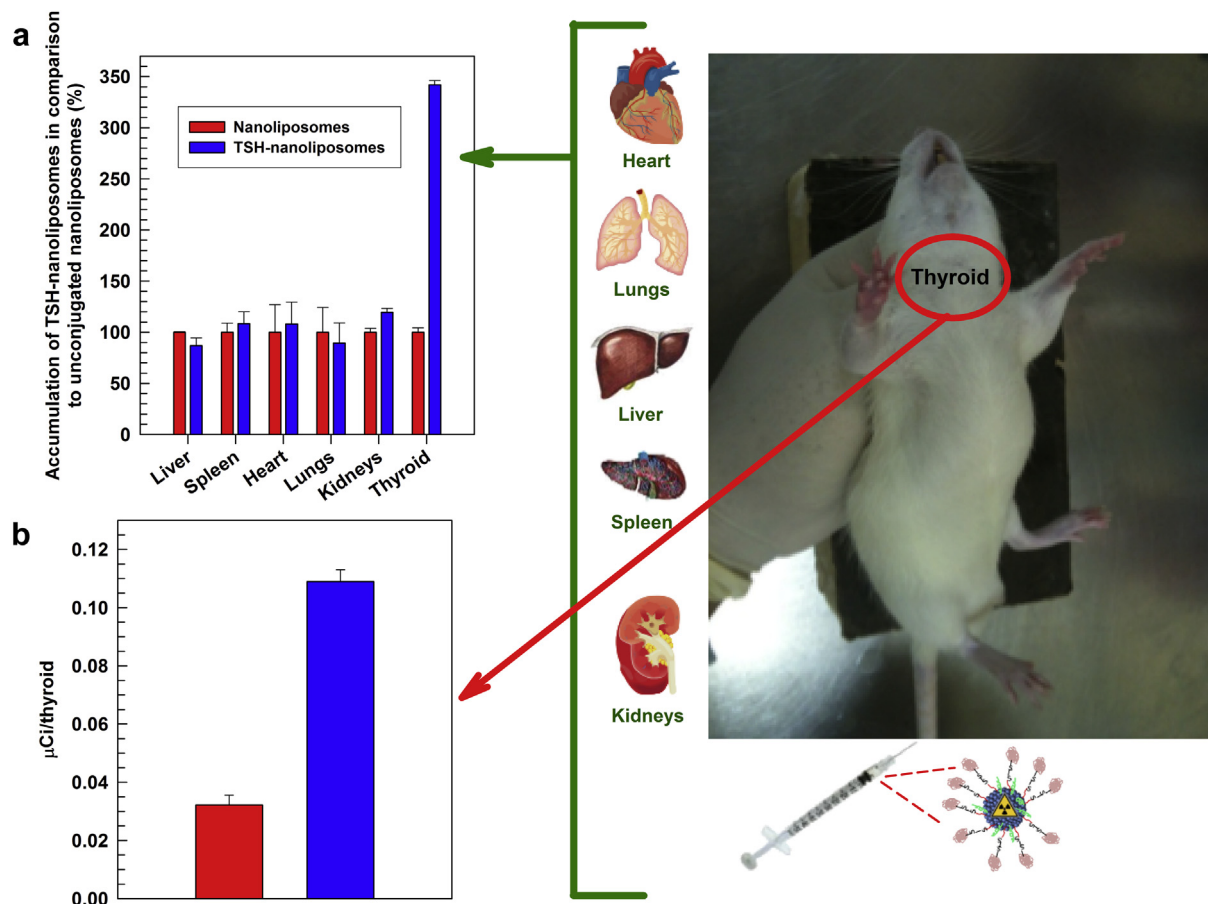 a
Accumulation of TSH-nanoliposomes in comparison
to unconjugated nanoliposomes (%)
350
300
250
200
150
100
50
0
Nanoliposomes
TSH-nanoliposomes
Liver
Spleen
Heart
Lungs
Kidneys
Thyroid
Heart
Lungs
Liver
Spleen
Kidneys
Thyroid
b
μCi/thyroid
0.12
0.10
0.08
0.06
0.04
0.02
0.00